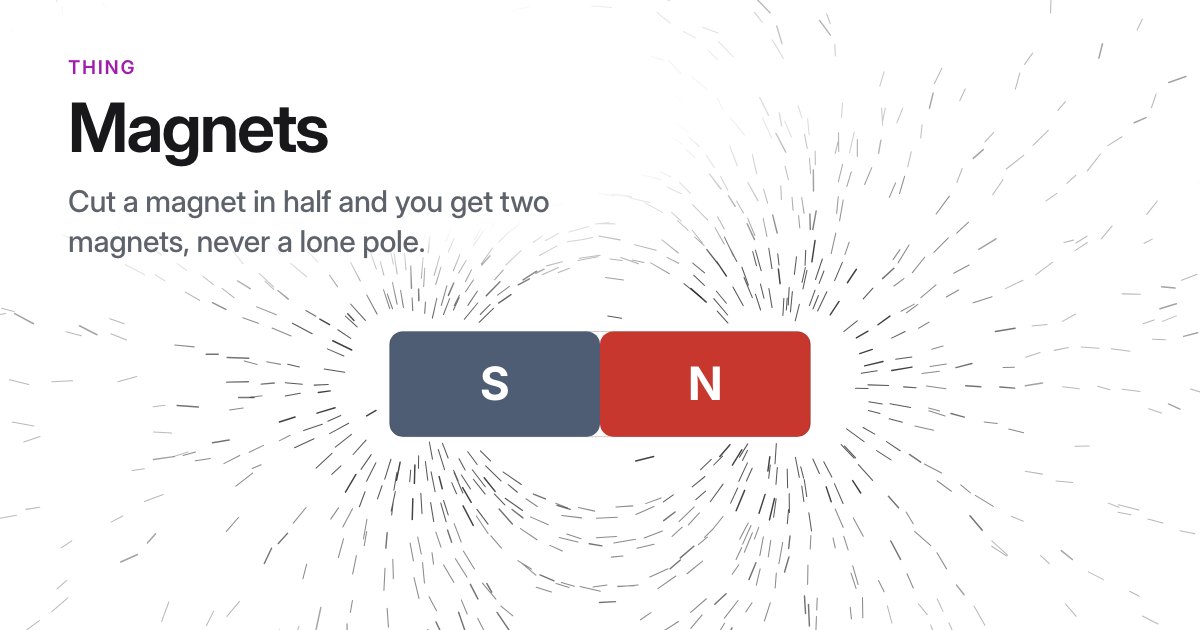 THING
Magnets
Cut a magnet in half and you get two
magnets, never a lone pole.
S N